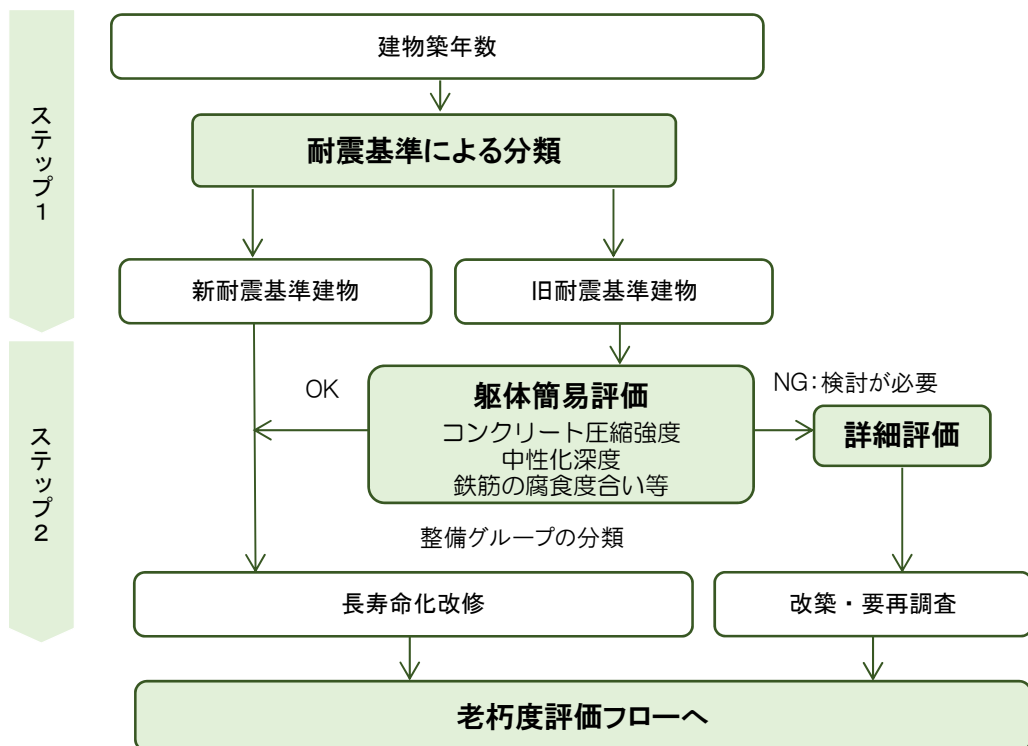 ステップ1
建物築年数
耐震基準による分類
新耐震基準建物
旧耐震基準建物
ステップ2
OK
躯体簡易評価
コンクリート圧縮強度
中性化深度
鉄筋の腐食度合い等
NG:検討が必要
詳細評価
整備グループの分類
長寿命化改修
改築・要再調査
老朽度評価フローへ